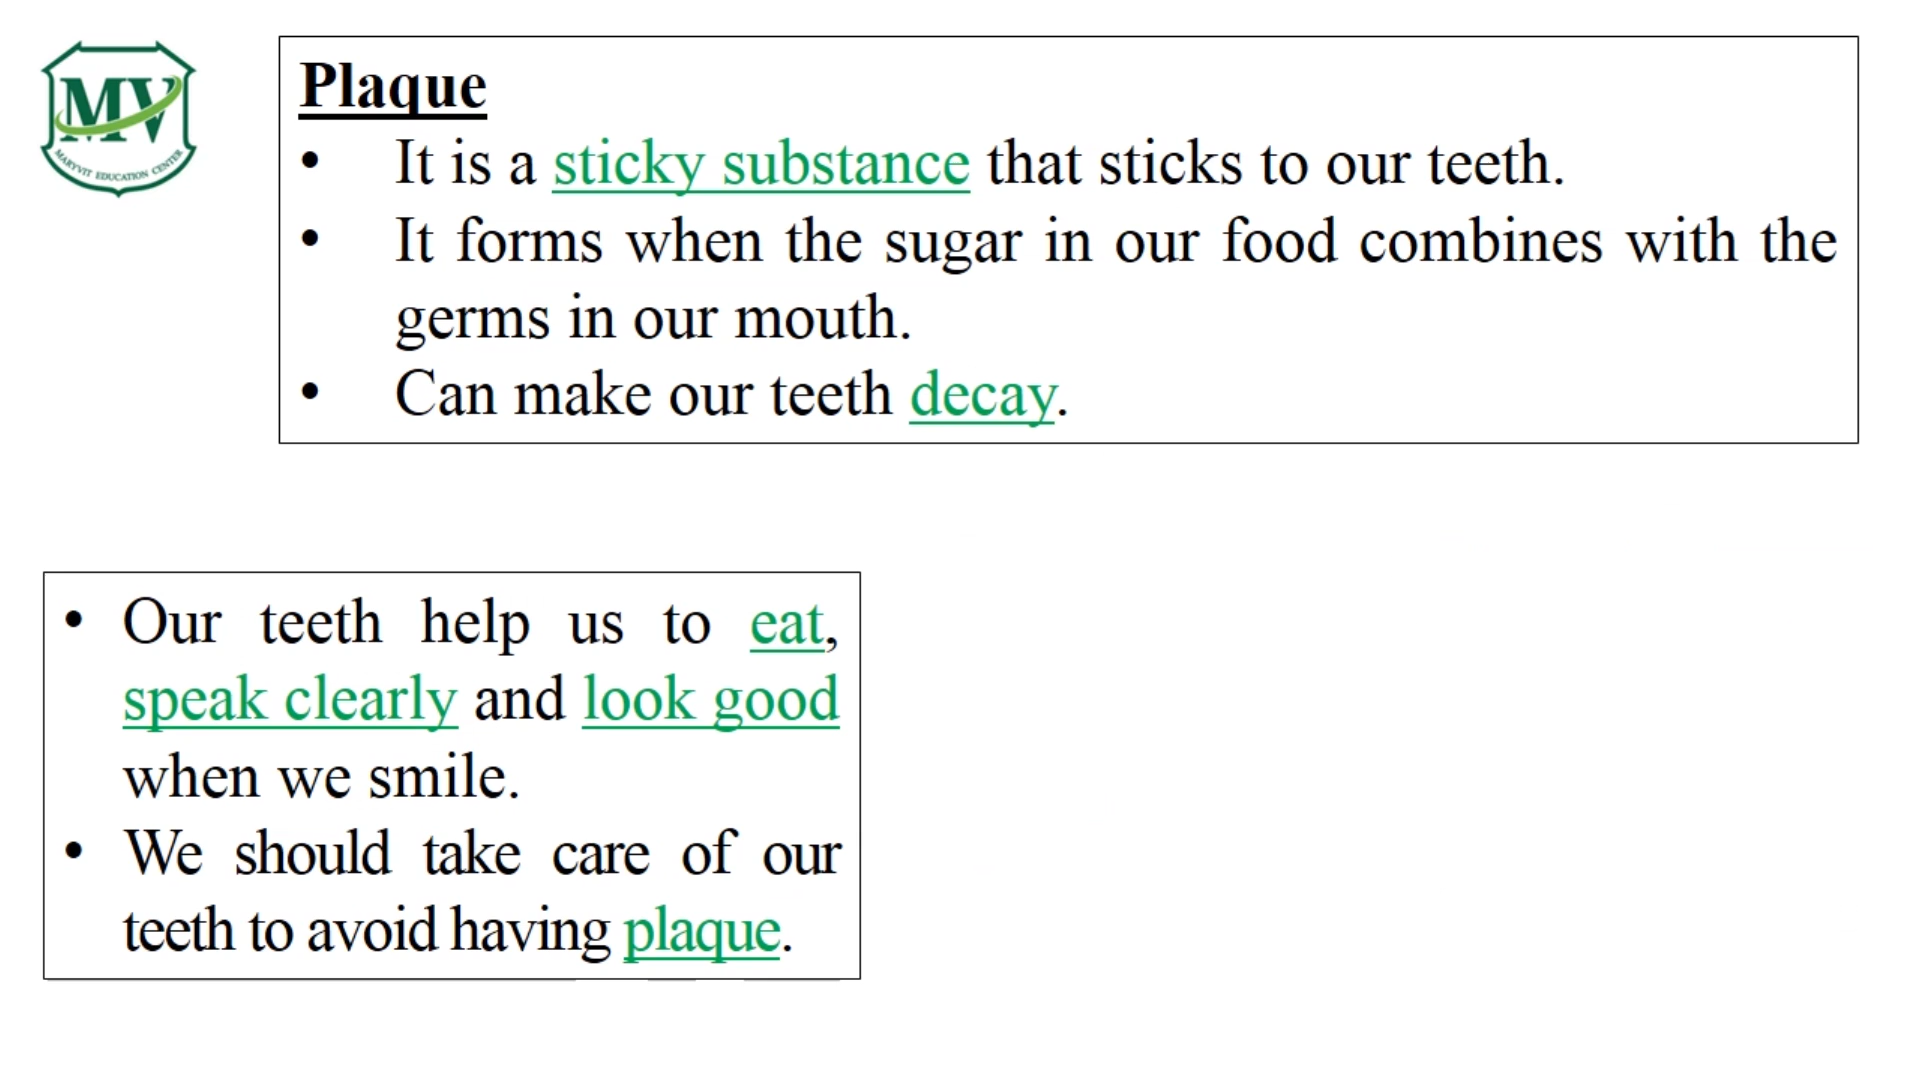 MV
MARYVIT EDUCATION CENTER
Plaque
• It is a sticky substance that sticks to our teeth.
• It forms when the sugar in our food combines with the
germs in our mouth.
• Can make our teeth decay.
• Our teeth help us to eat,
speak clearly and look good
when we smile.
• We should take care of our
teeth to avoid having plaque.